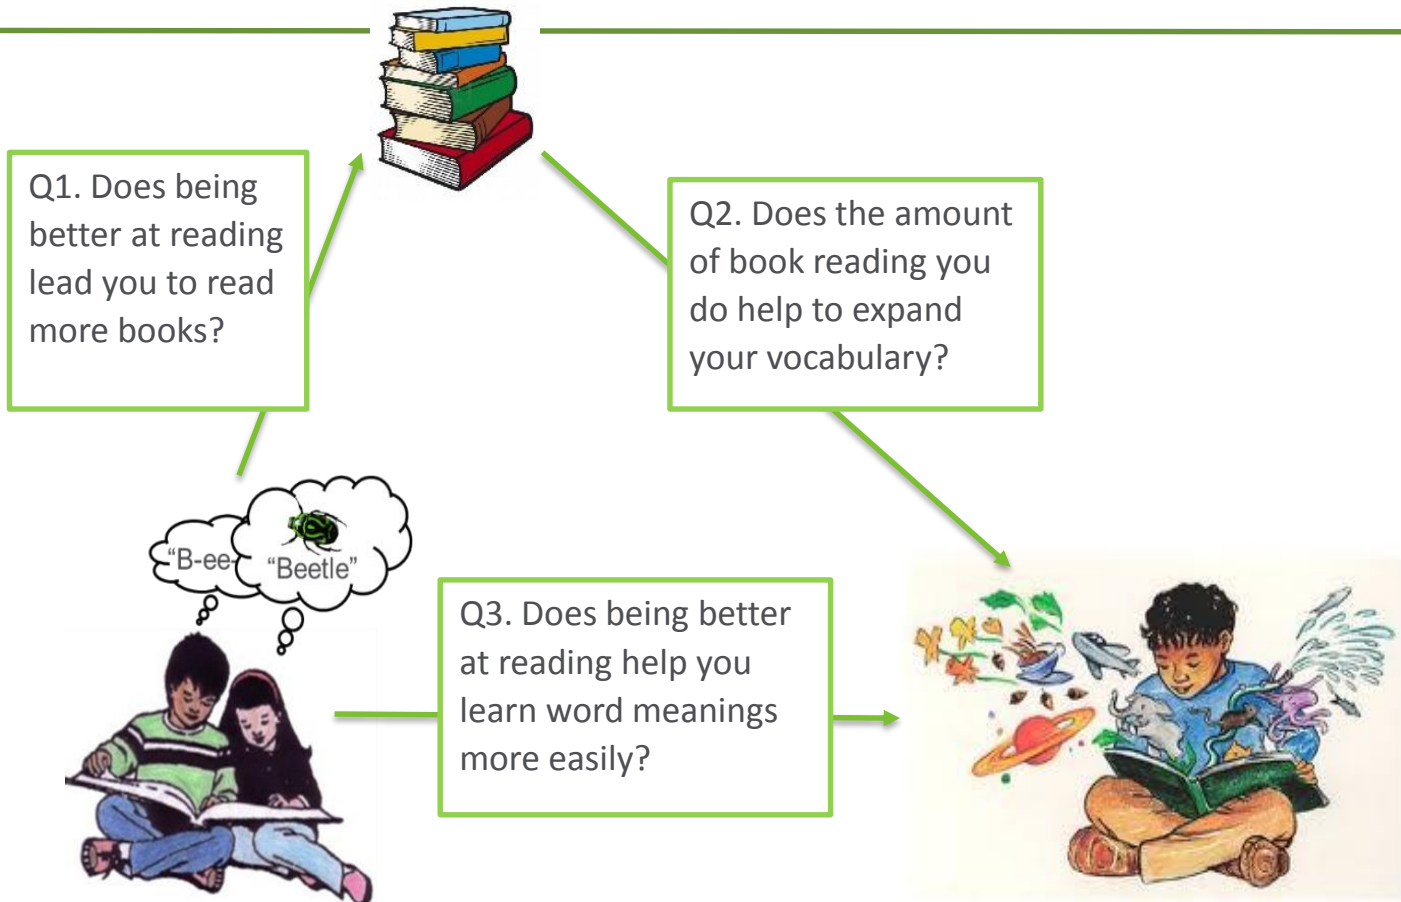 Q1. Does being
better at reading
lead you to read
more books?
Q2. Does the amount
of book reading you
do help to expand
your vocabulary?
"B-ee-
"Beetle"
Q3. Does being better
at reading help you
learn word meanings
more easily?